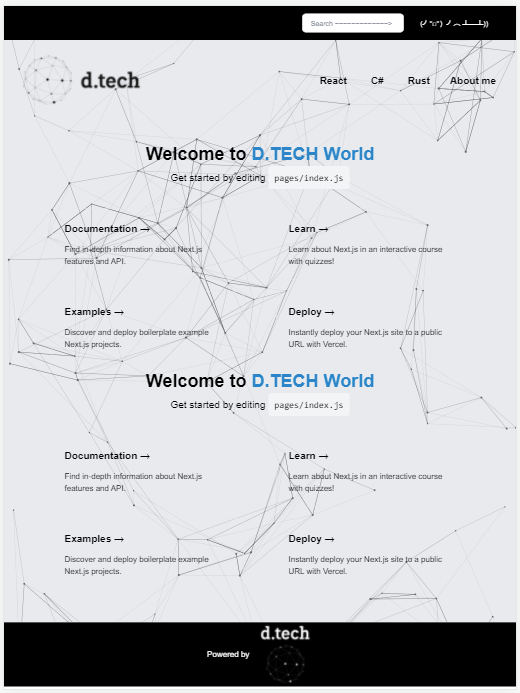 Search ~~~~~~~~~~~~~>
d.tech
React C# Rust About me
Welcome to D.TECH World
Get started by editing pages/index.js
Documentation → Learn →
Find in-depth information about Next.js Learn about Next.js in an interactive course
features and API. with quizzes!
Examples → Deploy →
Discover and deploy boilerplate example Instantly deploy your Next.js site to a public
Next.js projects. URL with Vercel.
Welcome to D.TECH World
Get started by editing pages/index.js
Documentation → Learn →
Find in-depth information about Next.js Learn about Next.js in an interactive course
features and API. with quizzes!
Examples → Deploy →
Discover and deploy boilerplate example Instantly deploy your Next.js site to a public
Next.js projects. URL with Vercel.
Powered by d.tech